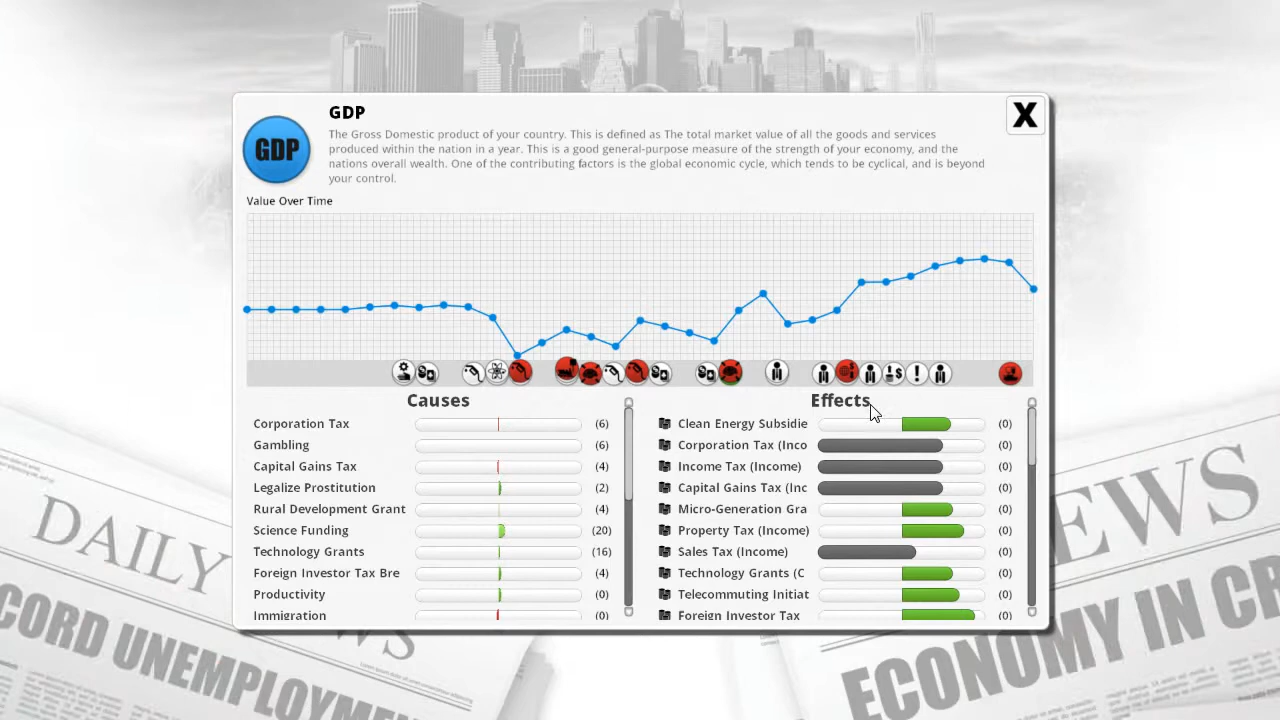 GDP
GDP
The Gross Domestic product of your country. This is defined as The total market value of all the goods and services
produced within the nation in a year. This is a good general-purpose measure of the strength of your economy, and the
nations overall wealth. One of the contributing factors is the global economic cycle, which tends to be cyclical, and is beyond
your control.
X
Value Over Time
Causes
Corporation Tax (6)
Gambling (6)
Capital Gains Tax (4)
Legalize Prostitution (2)
Rural Development Grant (4)
Science Funding (20)
Technology Grants (16)
Foreign Investor Tax Bre (4)
Productivity (0)
Immigration (0)
Effects
Clean Energy Subsidie (0)
Corporation Tax (Inco (0)
Income Tax (Income) (0)
Capital Gains Tax (Inc (0)
Micro-Generation Gra (0)
Property Tax (Income) (0)
Sales Tax (Income) (0)
Technology Grants (C (0)
Telecommuting Initiat (0)
Foreign Investor Tax (0)
DAILY
EWS
CORD UNEMPLOYM
WS
ECONOMY IN CR